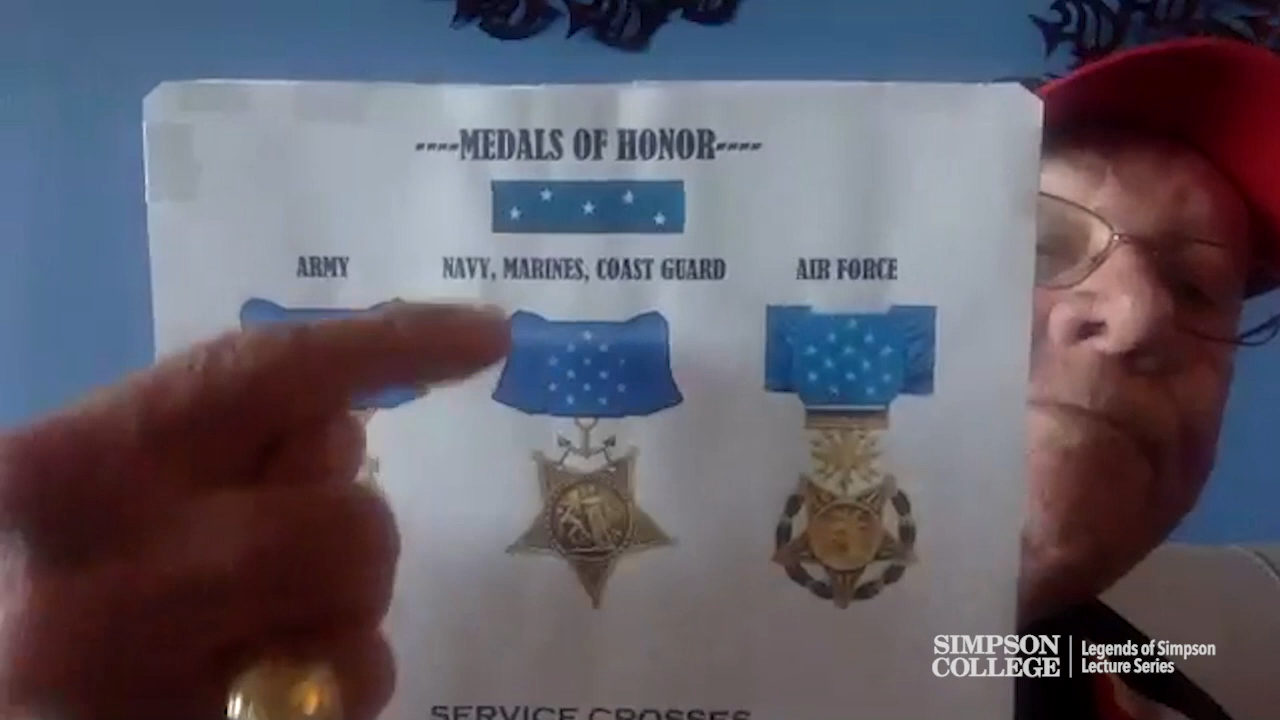 ----MEDALS OF HONOR----
ARMY
NAVY, MARINES, COAST GUARD
AIR FORCE
SERVICE CROSSES
SIMPSON COLLEGE
Legends of Simpson
Lecture Series